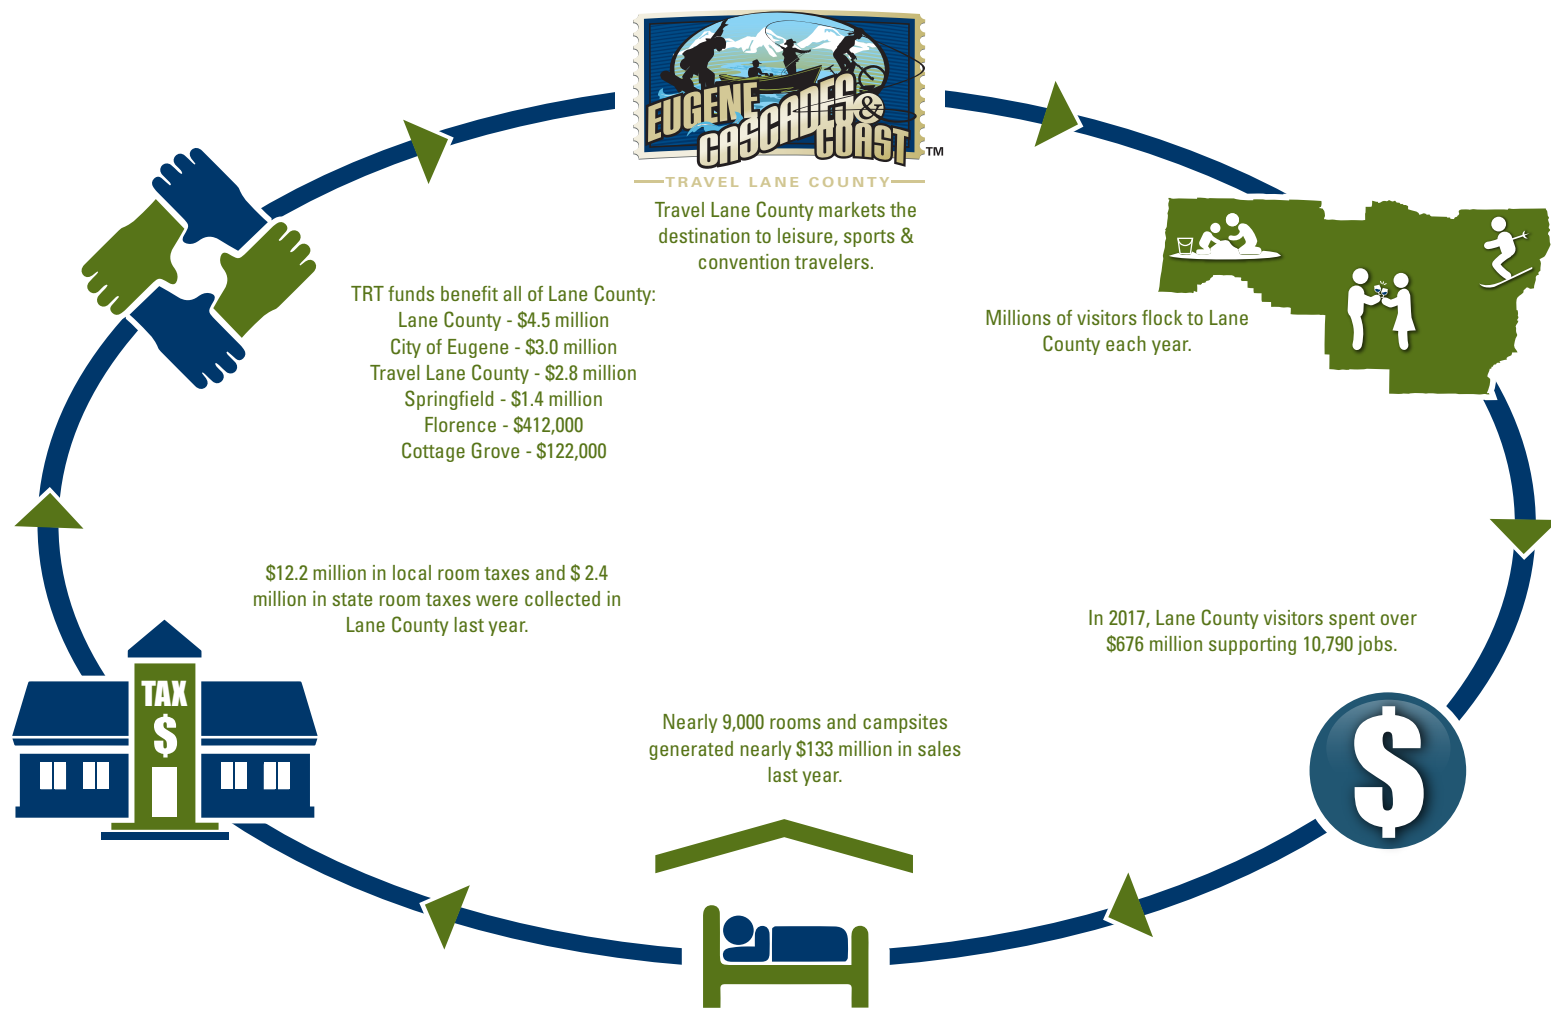 EUGENE
CASCADES &
COAST
TM
TRAVEL LANE COUNTY
Travel Lane County markets the
destination to leisure, sports &
convention travelers.
Millions of visitors flock to Lane
County each year.
In 2017, Lane County visitors spent over
$676 million supporting 10,790 jobs.
$
Nearly 9,000 rooms and campsites
generated nearly $133 million in sales
last year.
$12.2 million in local room taxes and $ 2.4
million in state room taxes were collected in
Lane County last year.
TAX
$
TRT funds benefit all of Lane County:
Lane County - $4.5 million
City of Eugene - $3.0 million
Travel Lane County - $2.8 million
Springfield - $1.4 million
Florence - $412,000
Cottage Grove - $122,000